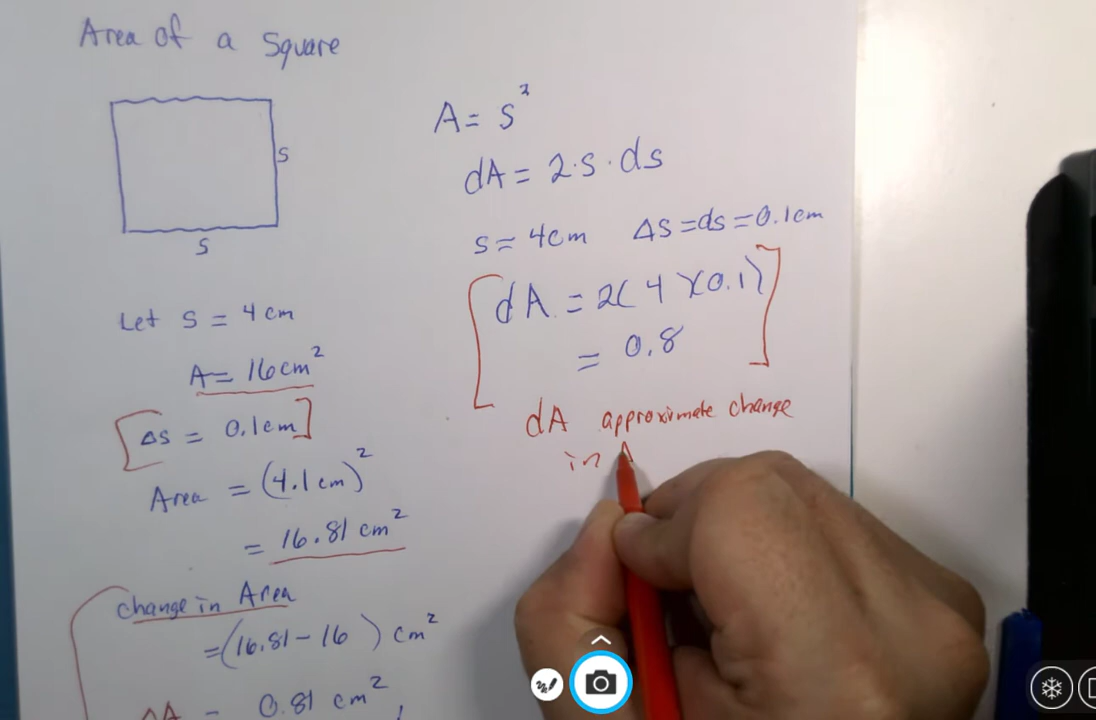 Area of a Square
s
s
Let s = 4 cm
A = 16 cm²
Δs = 0.1 cm
Area = (4.1 cm)²
= 16.81 cm²
Change in Area
= (16.81 - 16) cm²
ΔA = 0.81 cm²
A = s²
dA = 2·s·ds
s = 4cm Δs = ds = 0.1cm
dA = 2(4)(0.1)
= 0.8
dA approximate change
in A